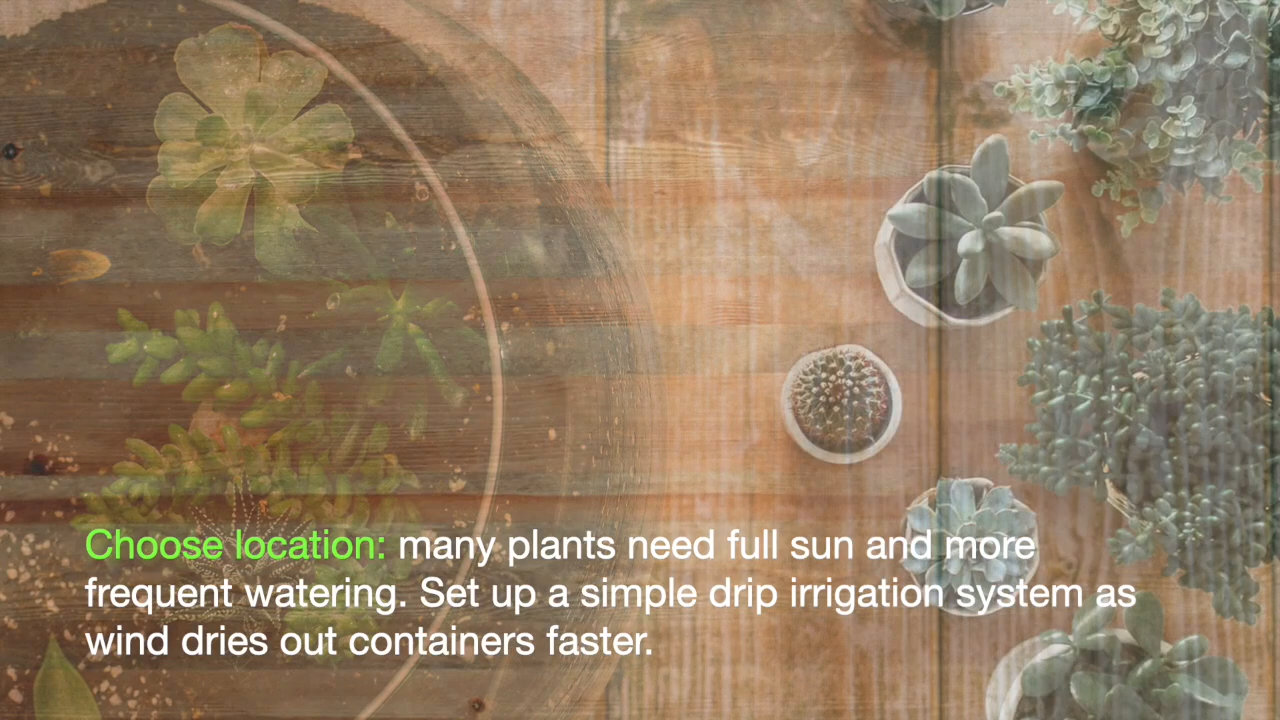 Choose location: many plants need full sun and more
frequent watering. Set up a simple drip irrigation system as
wind dries out containers faster.